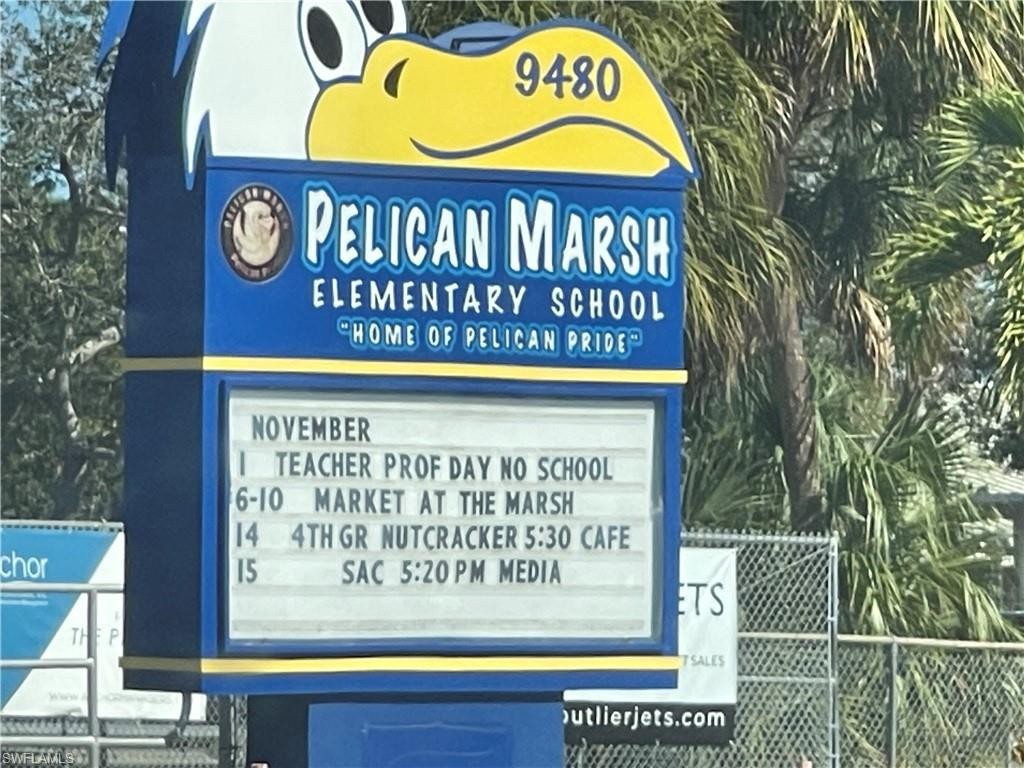 9480
PELICAN MARSH
ELEMENTARY SCHOOL
"HOME OF PELICAN PRIDE"
NOVEMBER
1 TEACHER PROF DAY NO SCHOOL
6-10 MARKET AT THE MARSH
14 4TH GR NUTCRACKER 5:30 CAFE
15 SAC 5:20 PM MEDIA
chor
THE P
ETS
T SALES
outlierjets.com
SWFLAMLS